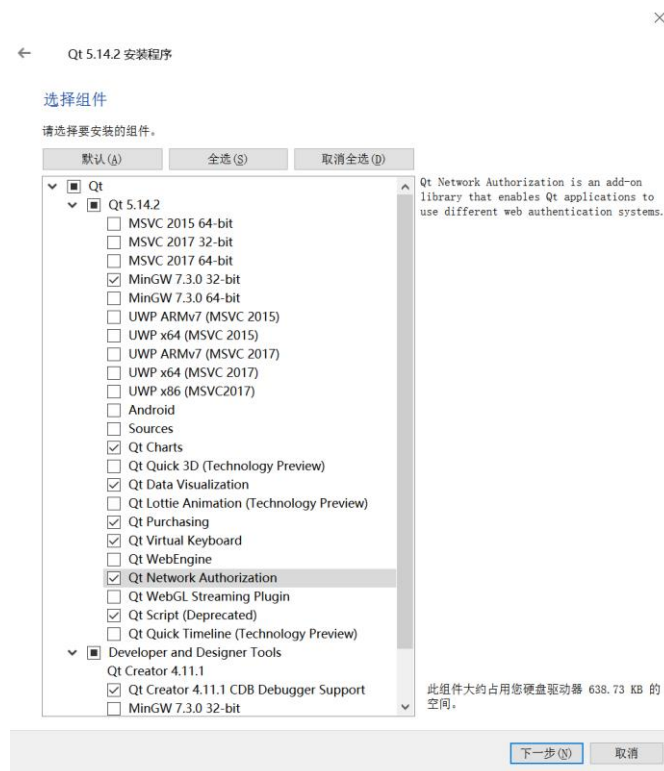 Qt 5.14.2 安装程序
选择组件
请选择要安装的组件。
默认(A)
全选(S)
取消全选(D)
Qt
Qt 5.14.2
MSVC 2015 64-bit
MSVC 2017 32-bit
MSVC 2017 64-bit
MinGW 7.3.0 32-bit
MinGW 7.3.0 64-bit
UWP ARMv7 (MSVC 2015)
UWP x64 (MSVC 2015)
UWP ARMv7 (MSVC 2017)
UWP x64 (MSVC 2017)
UWP x86 (MSVC2017)
Android
Sources
Qt Charts
Qt Quick 3D (Technology Preview)
Qt Data Visualization
Qt Lottie Animation (Technology Preview)
Qt Purchasing
Qt Virtual Keyboard
Qt WebEngine
Qt Network Authorization
Qt WebGL Streaming Plugin
Qt Script (Deprecated)
Qt Quick Timeline (Technology Preview)
Developer and Designer Tools
Qt Creator 4.11.1
Qt Creator 4.11.1 CDB Debugger Support
MinGW 7.3.0 32-bit
Qt Network Authorization is an add-on
library that enables Qt applications to
use different web authentication systems.
此组件大约占用您硬盘驱动器 638.73 KB 的
空间。
下一步(N)
取消